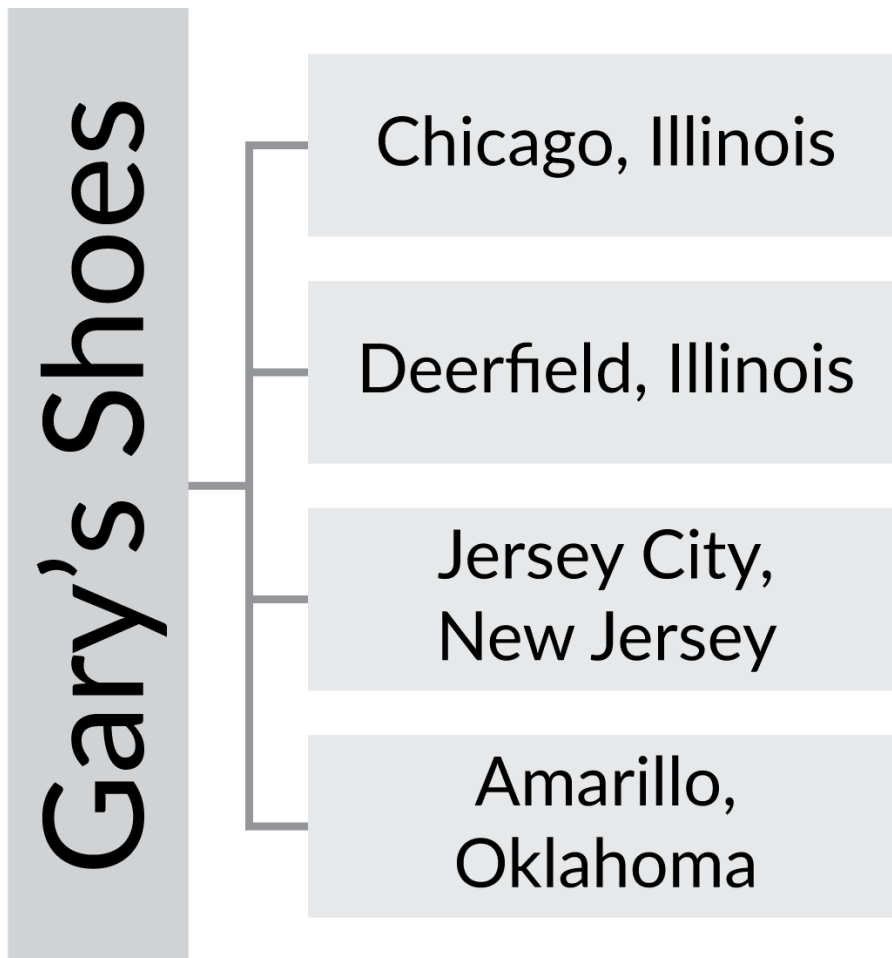 Gary’s Shoes
Chicago, Illinois
Deerfield, Illinois
Jersey City,
New Jersey
Amarillo,
Oklahoma